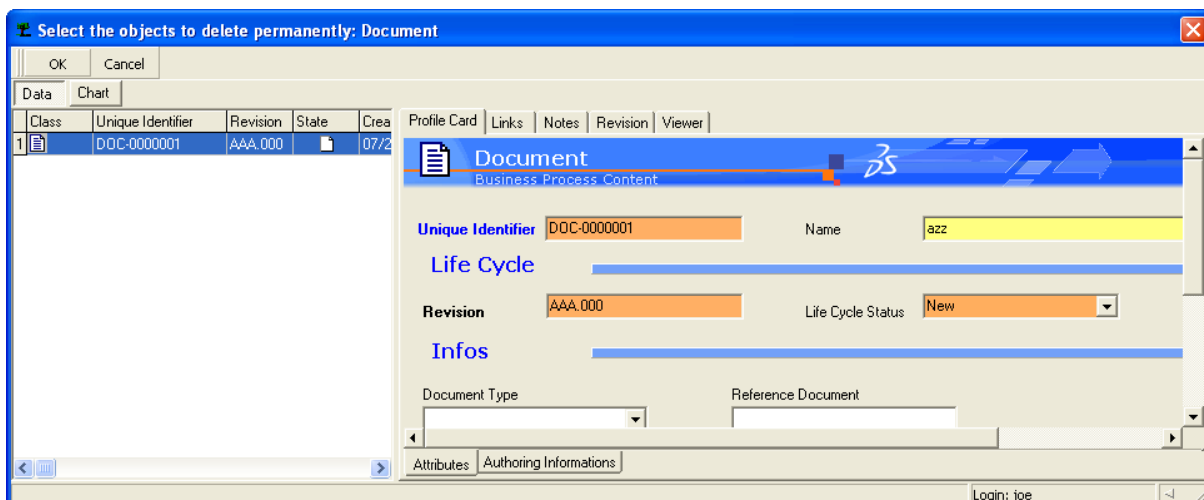 Select the objects to delete permanently: Document
OK Cancel
Data Chart
Class Unique Identifier Revision State Crea
1 DOC-0000001 AAA.000 07/2
Profile Card Links Notes Revision Viewer
Document
Business Process Content
Unique Identifier DOC-0000001 Name azz
Life Cycle
Revision AAA.000 Life Cycle Status New
Infos
Document Type Reference Document
Attributes Authoring Informations
Login: joe